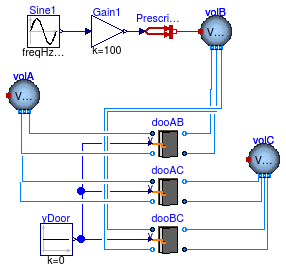 Sine1
Gain1
Prescri...
volB
V...
freqHz...
k=100
volA
V...
dooAB
y
volC
V...
dooAC
y
yDoor
dooBC
y
k=0